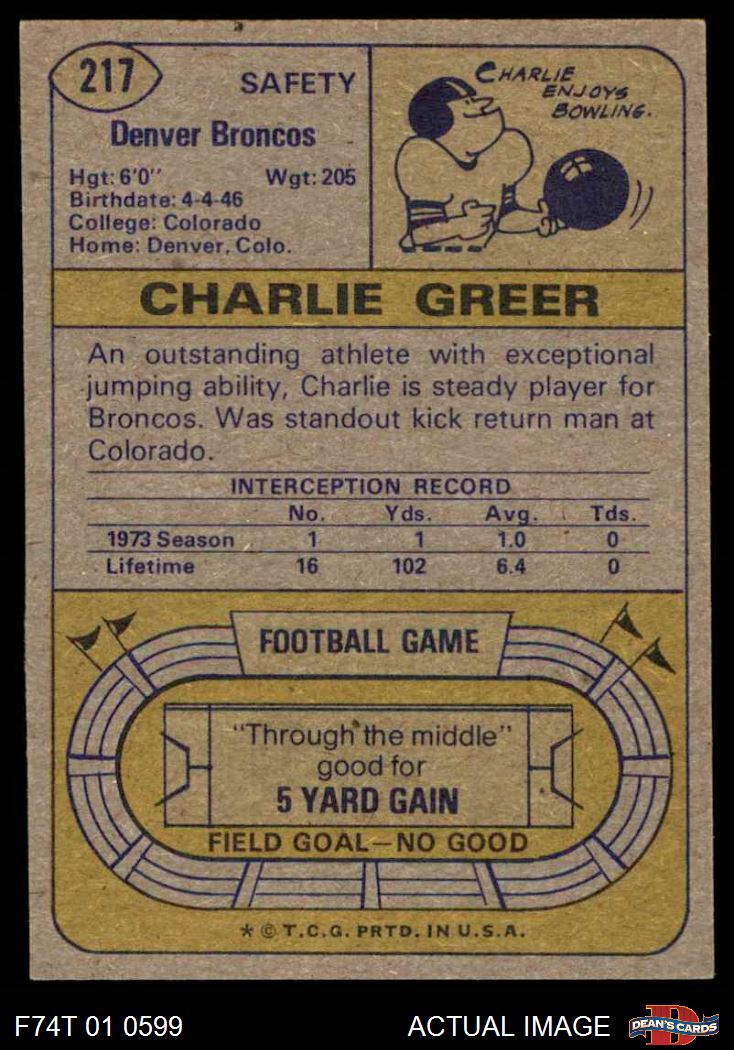 217
SAFETY
Denver Broncos
Hgt: 6'0" Wgt: 205
Birthdate: 4-4-46
College: Colorado
Home: Denver, Colo.
CHARLIE
ENJOYS
BOWLING.
CHARLIE GREER
An outstanding athlete with exceptional
jumping ability, Charlie is steady player for
Broncos. Was standout kick return man at
Colorado.
INTERCEPTION RECORD
No. Yds. Avg. Tds.
1973 Season 1 1 1.0 0
Lifetime 16 102 6.4 0
FOOTBALL GAME
"Through the middle"
good for
5 YARD GAIN
FIELD GOAL—NO GOOD
* © T.C.G. PRTD. IN U.S.A.
F74T 01 0599 ACTUAL IMAGE
D
DEAN'S CARDS